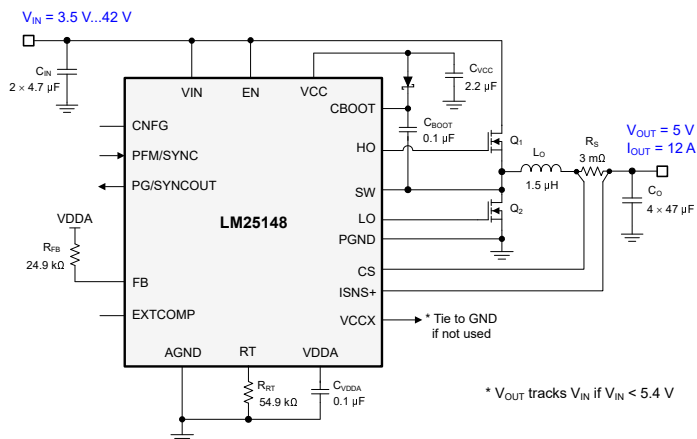 VIN = 3.5 V...42 V
CIN
2 × 4.7 µF
VIN
EN
VCC
CVCC
2.2 µF
CBOOT
CBOOT
0.1 µF
CNFG
PFM/SYNC
PG/SYNCOUT
HO
Q1
LO
1.5 µH
RS
3 mΩ
VOUT = 5 V
IOUT = 12 A
CO
4 × 47 µF
SW
LO
Q2
LM25148
PGND
VDDA
RFB
24.9 kΩ
FB
CS
ISNS+
EXTCOMP
VCCX
* Tie to GND
if not used
AGND
RT
VDDA
RRT
54.9 kΩ
CVDDA
0.1 µF
* VOUT tracks VIN if VIN < 5.4 V